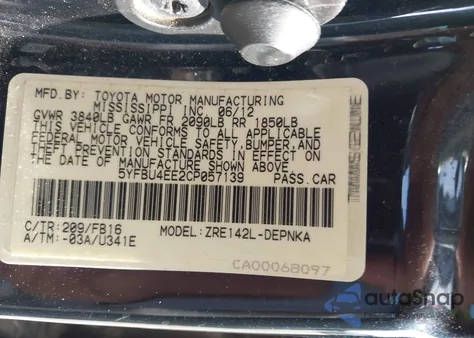 MFD.BY: TOYOTA MOTOR MANUFACTURING
MISSISSIPPI INC. 06/12
GVWR 3840LB GAWR FR 2090LB RR 1850LB
THIS VEHICLE CONFORMS TO ALL APPLICABLE
FEDERAL MOTOR VEHICLE SAFETY,BUMPER,AND
THEFT PREVENTION STANDARDS IN EFFECT ON
THE DATE OF MANUFACTURE SHOWN ABOVE
5YFBU4EE2CP057139 PASS.CAR
C/TR:209/FB16 MODEL:ZRE142L-DEPNKA
A/TM:-03A/U341E
CA00068097
autoSnap